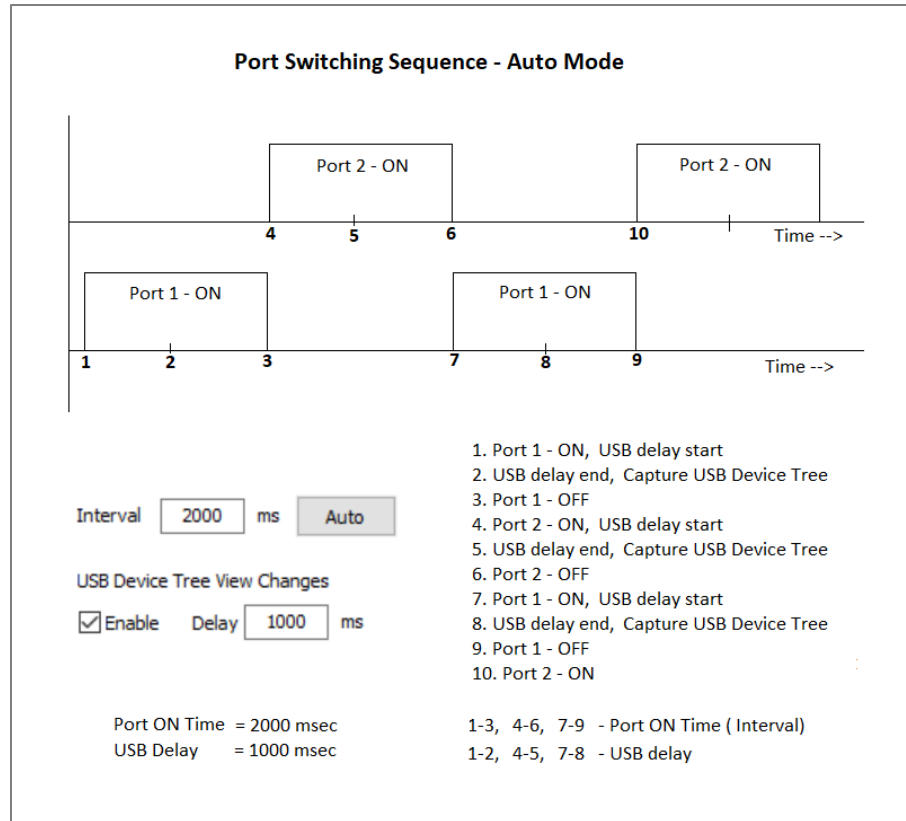 Port Switching Sequence - Auto Mode
Port 2 - ON
Port 2 - ON
4
5
6
10
Time -->
Port 1 - ON
Port 1 - ON
1
2
3
7
8
9
Time -->
Interval 2000 ms Auto
USB Device Tree View Changes
Enable Delay 1000 ms
1. Port 1 - ON, USB delay start
2. USB delay end, Capture USB Device Tree
3. Port 1 - OFF
4. Port 2 - ON, USB delay start
5. USB delay end, Capture USB Device Tree
6. Port 2 - OFF
7. Port 1 - ON, USB delay start
8. USB delay end, Capture USB Device Tree
9. Port 1 - OFF
10. Port 2 - ON
Port ON Time = 2000 msec
USB Delay = 1000 msec
1-3, 4-6, 7-9 - Port ON Time ( Interval)
1-2, 4-5, 7-8 - USB delay